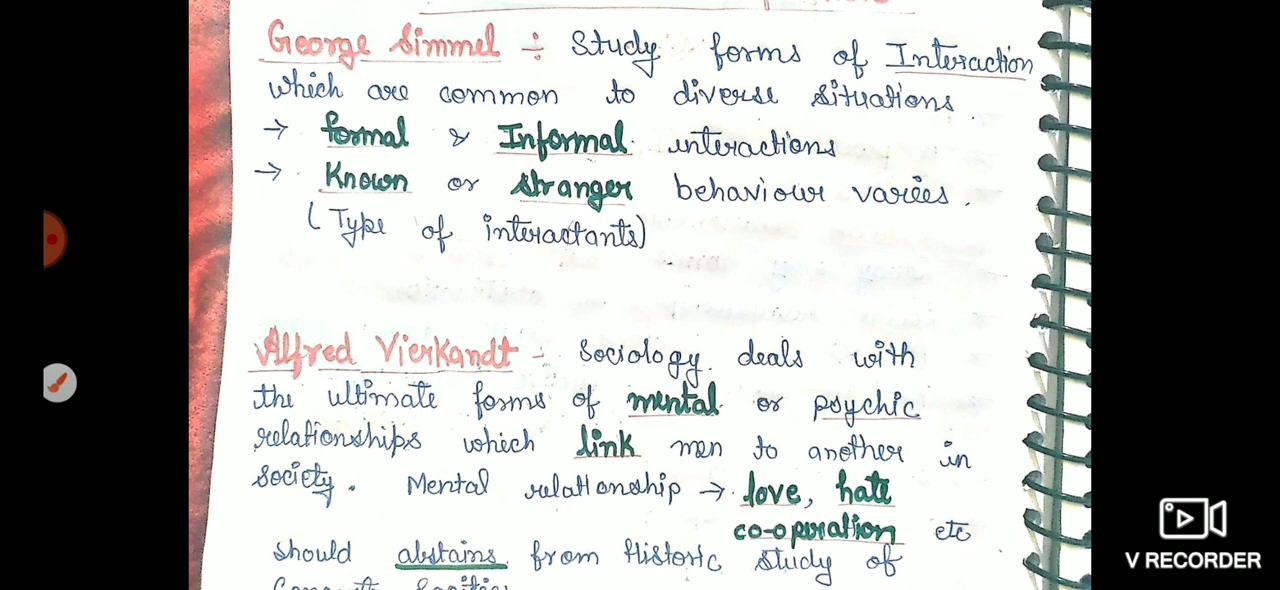 George Simmel ÷ Study forms of Interaction
which are common to diverse situations.
→ formal & Informal interactions
→ Known or stranger behaviour varies.
(Type of interactants)
Alfred Vierkandt - Sociology deals with
the ultimate forms of mental or psychic
relationships which link men to another in
society. Mental relationship → love, hate
co-operation etc
should abstains from Historic study of
V RECORDER